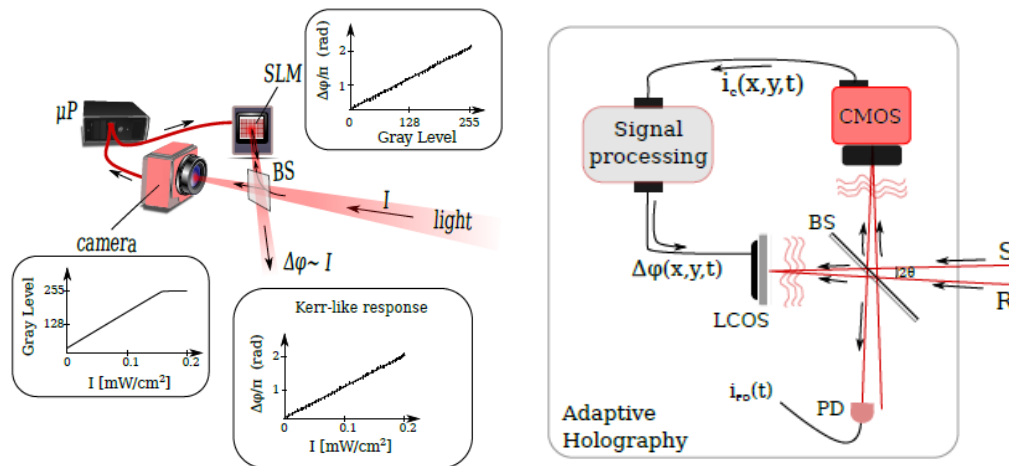 Δφ/π (rad)
2
1
0
128
255
Gray Level
SLM
μP
BS
I
light
camera
Δφ~ I
Gray Level
255
128
0
0.1
0.2
I [mW/cm²]
Kerr-like response
Δφ/π (rad)
2
1
0
0.1
0.2
I [mW/cm²]
i_c(x,y,t)
CMOS
Signal
processing
BS
S
2θ
R
Δφ(x,y,t)
LCOS
i_PD(t)
PD
Adaptive
Holography